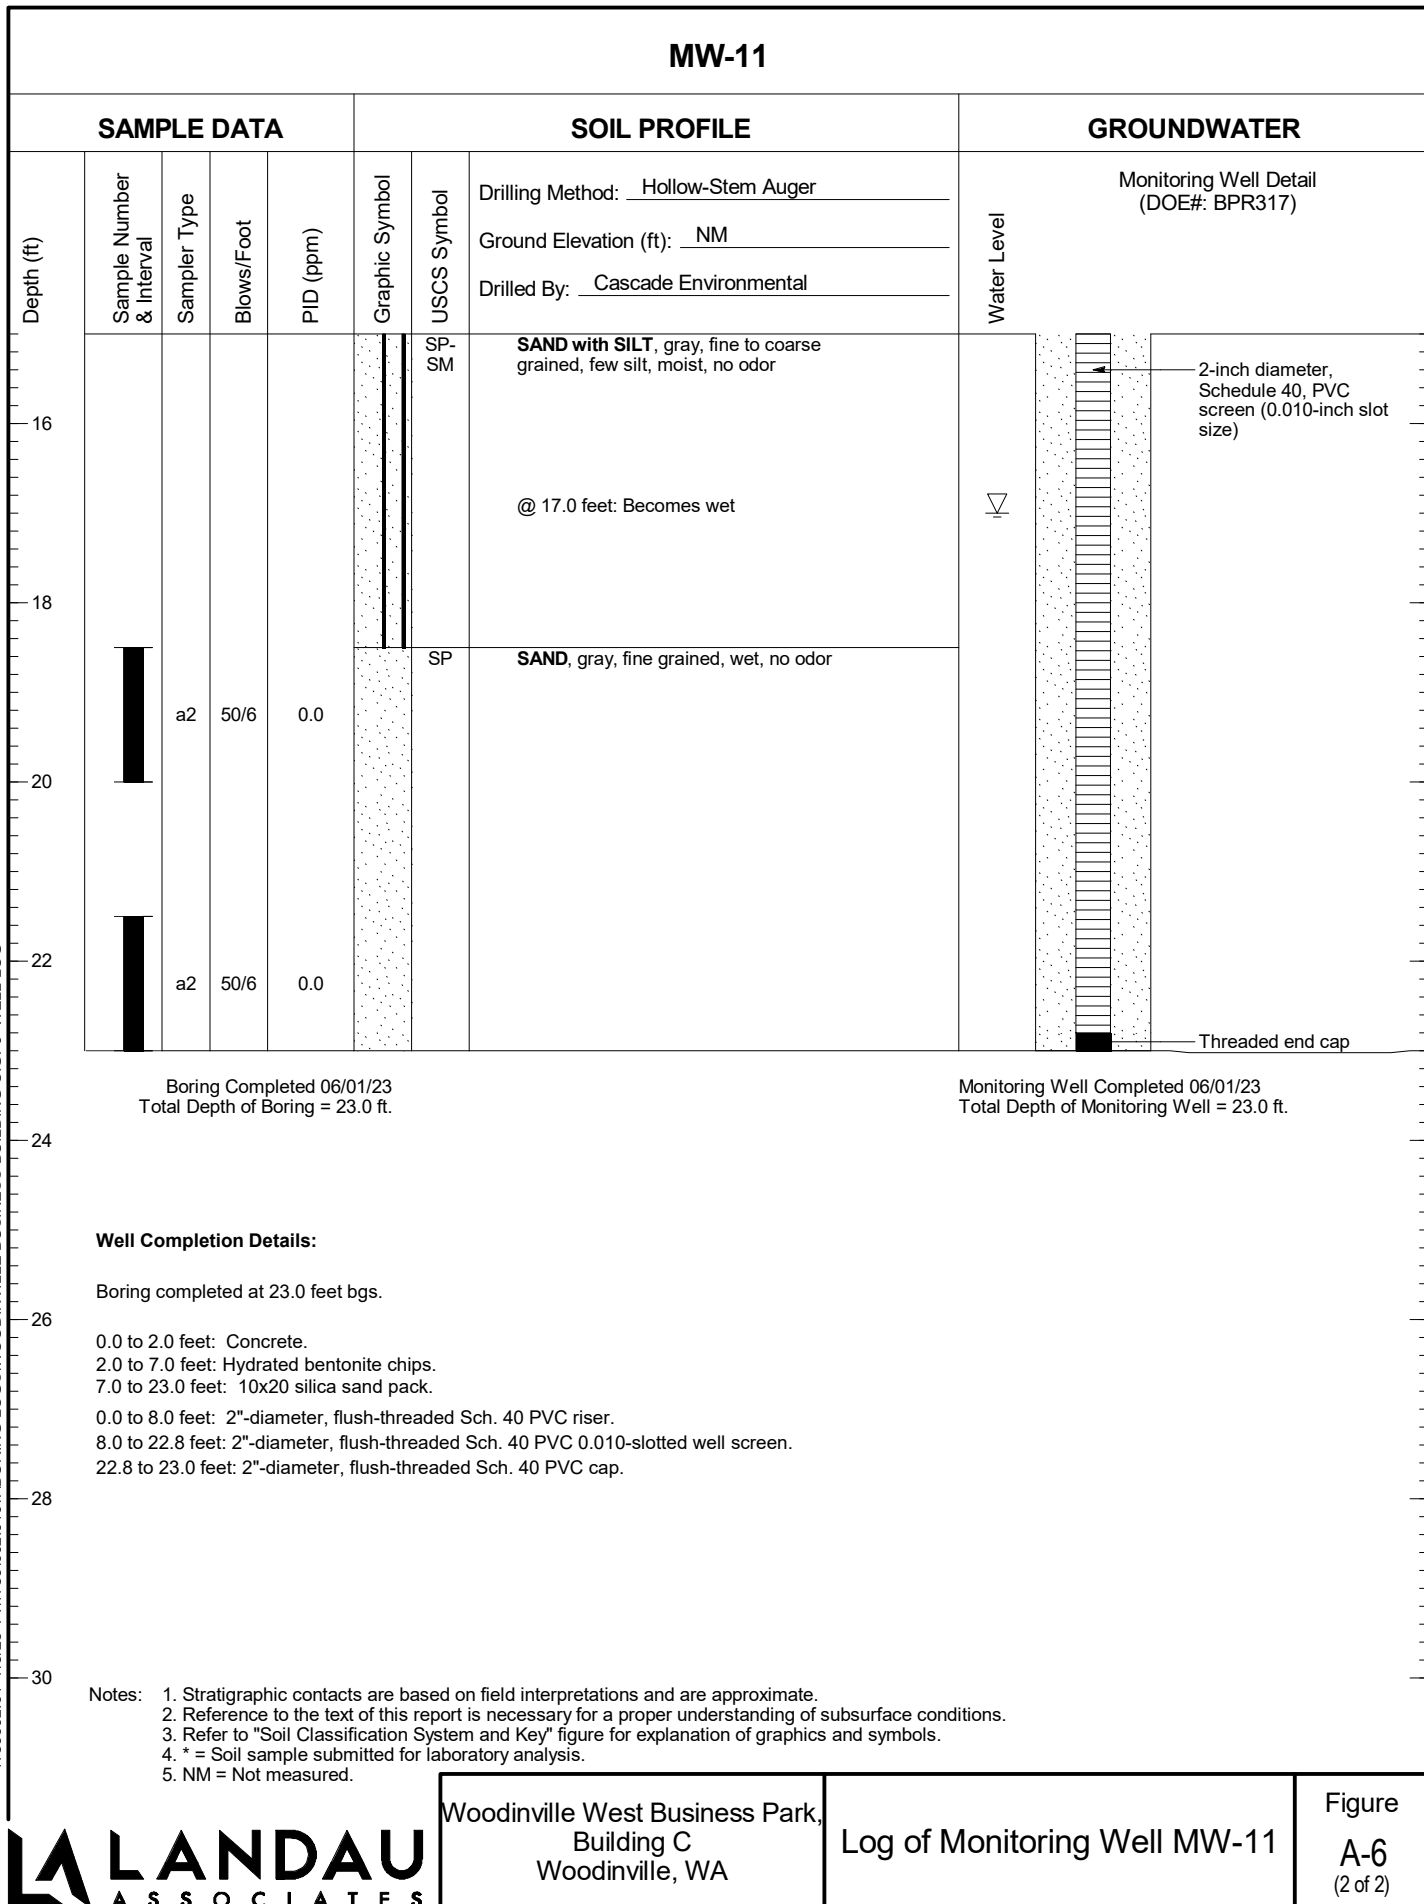 MW-11
SAMPLE DATA
SOIL PROFILE
GROUNDWATER
Depth (ft)
Sample Number
& Interval
Sampler Type
Blows/Foot
PID (ppm)
Graphic Symbol
USCS Symbol
Drilling Method: Hollow-Stem Auger
Ground Elevation (ft): NM
Drilled By: Cascade Environmental
Water Level
Monitoring Well Detail
(DOE#: BPR317)
SP-
SM
SAND with SILT, gray, fine to coarse
grained, few silt, moist, no odor
2-inch diameter,
Schedule 40, PVC
screen (0.010-inch slot
size)
16
@ 17.0 feet: Becomes wet
18
SP
SAND, gray, fine grained, wet, no odor
a2 50/6 0.0
20
22
a2 50/6 0.0
Threaded end cap
Boring Completed 06/01/23
Total Depth of Boring = 23.0 ft.
Monitoring Well Completed 06/01/23
Total Depth of Monitoring Well = 23.0 ft.
24
Well Completion Details:
Boring completed at 23.0 feet bgs.
26
0.0 to 2.0 feet: Concrete.
2.0 to 7.0 feet: Hydrated bentonite chips.
7.0 to 23.0 feet: 10x20 silica sand pack.
0.0 to 8.0 feet: 2"-diameter, flush-threaded Sch. 40 PVC riser.
8.0 to 22.8 feet: 2"-diameter, flush-threaded Sch. 40 PVC 0.010-slotted well screen.
22.8 to 23.0 feet: 2"-diameter, flush-threaded Sch. 40 PVC cap.
28
30
Notes: 1. Stratigraphic contacts are based on field interpretations and are approximate.
2. Reference to the text of this report is necessary for a proper understanding of subsurface conditions.
3. Refer to "Soil Classification System and Key" figure for explanation of graphics and symbols.
4. * = Soil sample submitted for laboratory analysis.
5. NM = Not measured.
LANDAU
ASSOCIATES
Woodinville West Business Park,
Building C
Woodinville, WA
Log of Monitoring Well MW-11
Figure
A-6
(2 of 2)